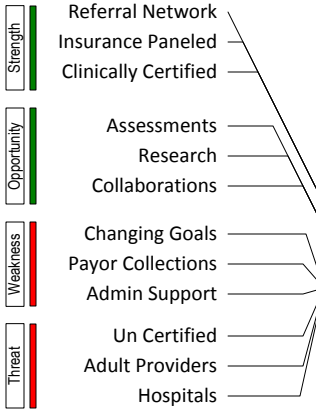 Strength
Referral Network
Insurance Paneled
Clinically Certified
Opportunity
Assessments
Research
Collaborations
Weakness
Changing Goals
Payor Collections
Admin Support
Threat
Un Certified
Adult Providers
Hospitals